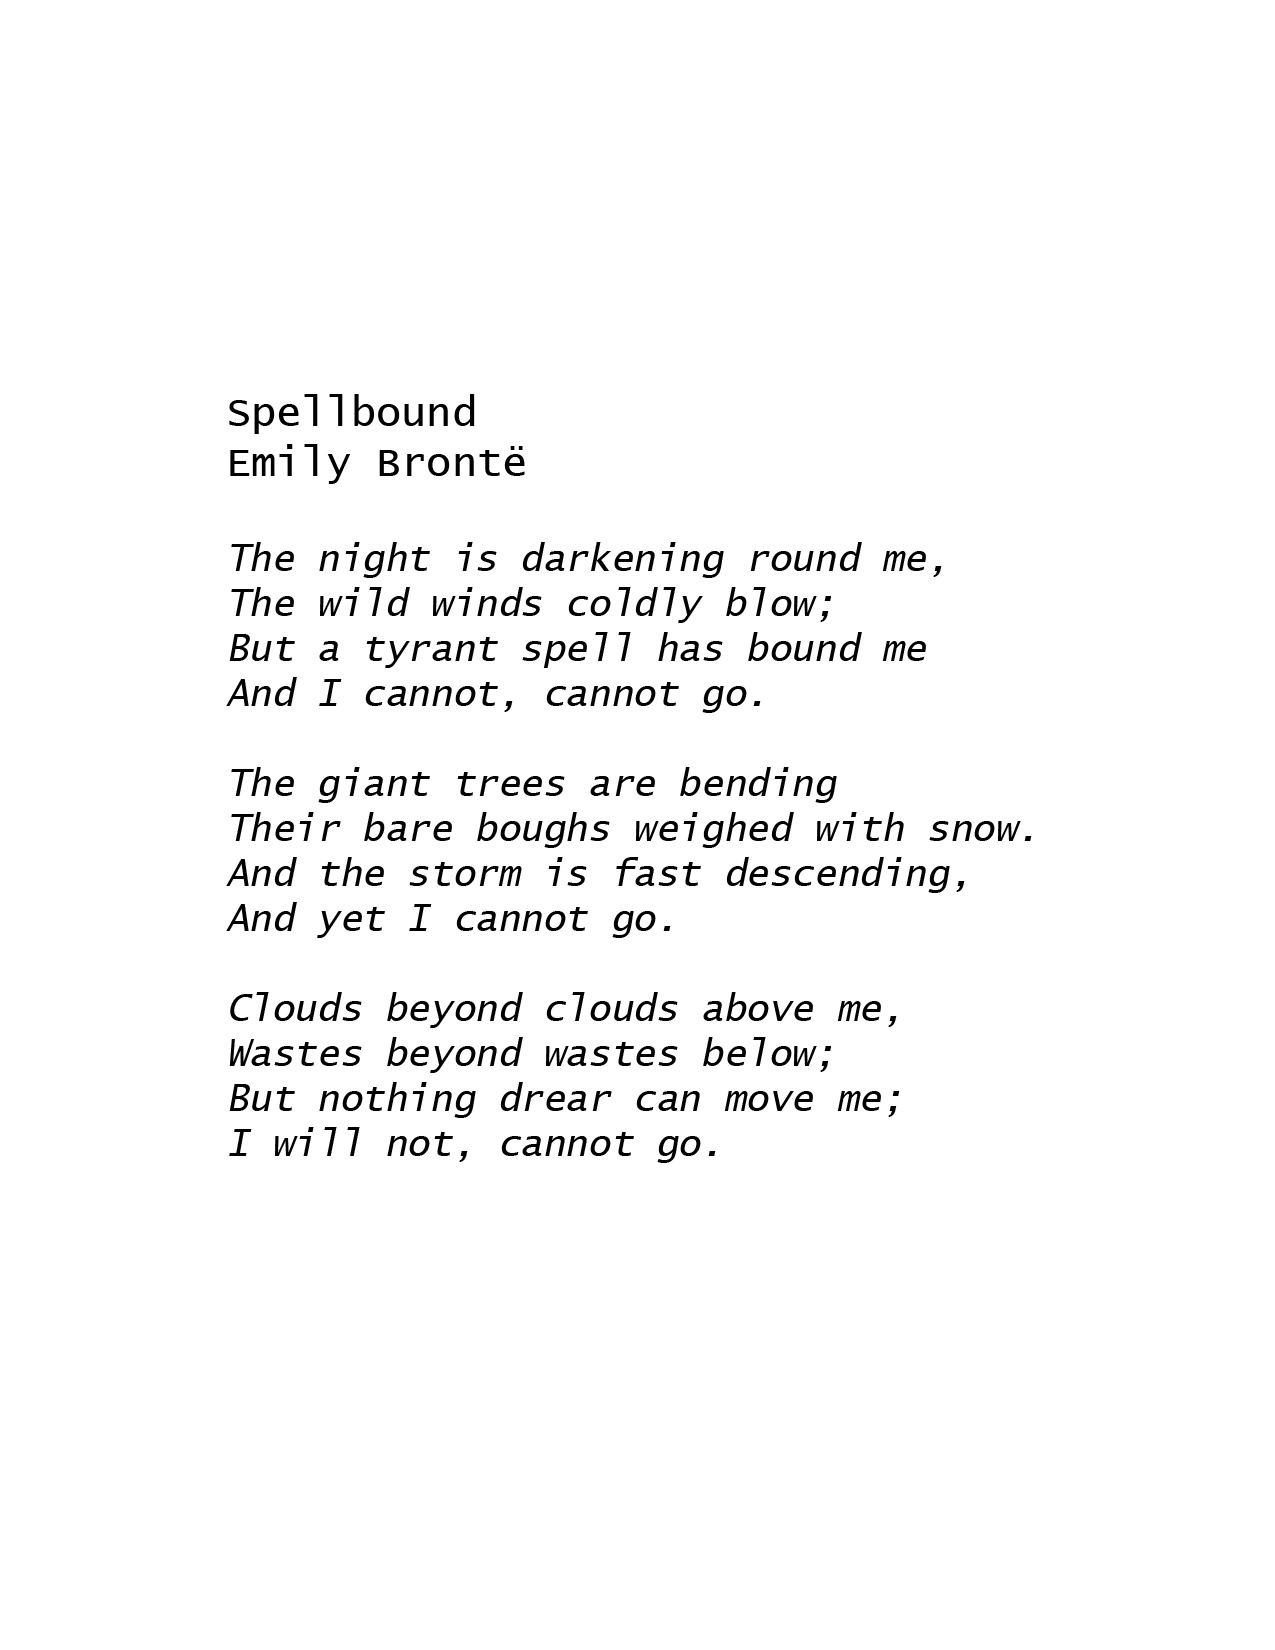 Spellbound
Emily Brontë

The night is darkening round me,
The wild winds coldly blow;
But a tyrant spell has bound me
And I cannot, cannot go.

The giant trees are bending
Their bare boughs weighed with snow.
And the storm is fast descending,
And yet I cannot go.

Clouds beyond clouds above me,
Wastes beyond wastes below;
But nothing drear can move me;
I will not, cannot go.